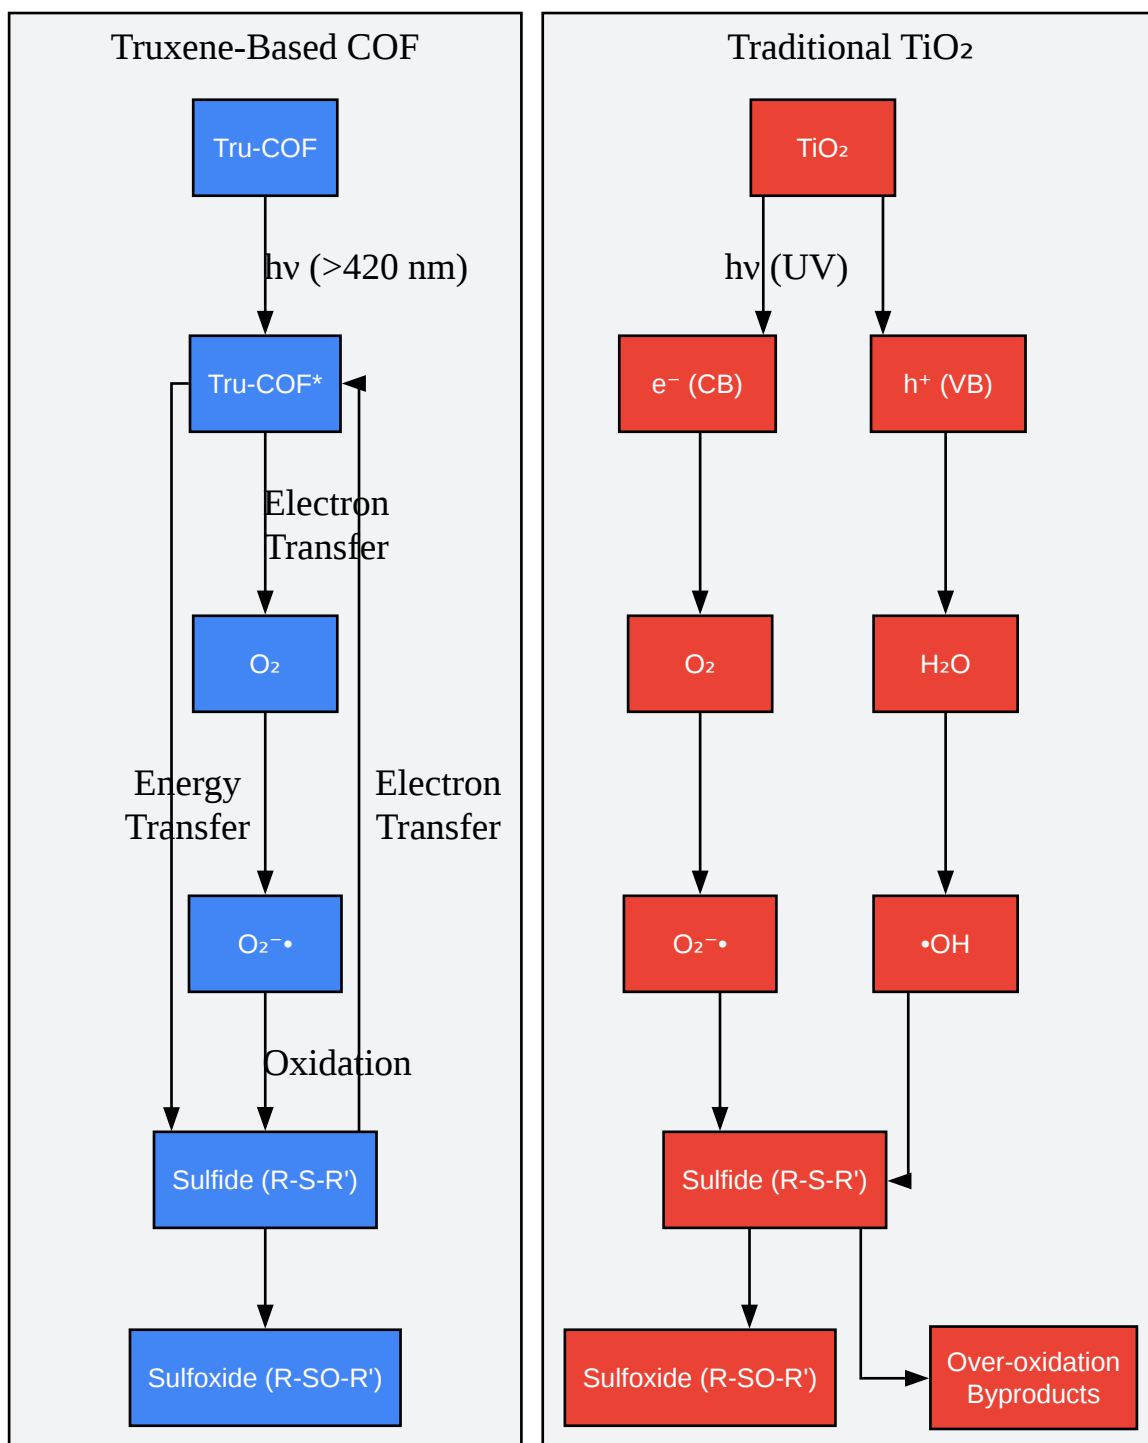 Truxene-Based COF
Tru-COF
hν (>420 nm)
Tru-COF*
Electron
Transfer
O₂
Energy
Transfer
Electron
Transfer
O₂⁻•
Oxidation
Sulfide (R-S-R')
Sulfoxide (R-SO-R')
Traditional TiO₂
TiO₂
hν (UV)
e⁻ (CB)
h⁺ (VB)
O₂
H₂O
O₂⁻•
•OH
Sulfide (R-S-R')
Sulfoxide (R-SO-R')
Over-oxidation
Byproducts